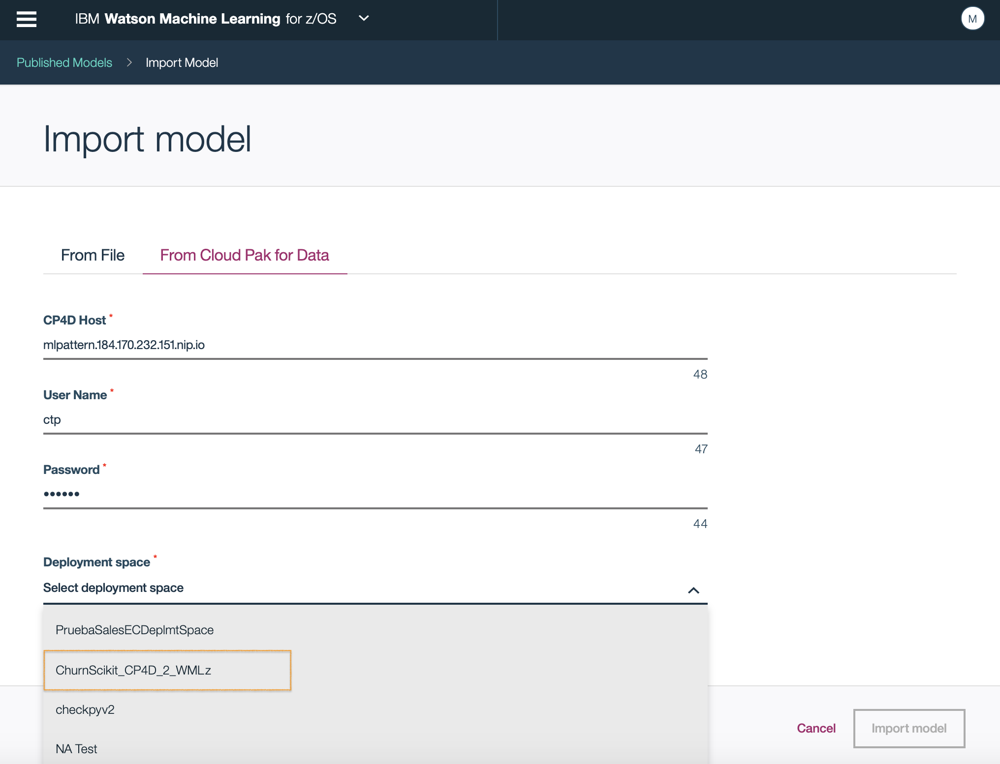 IBM Watson Machine Learning for z/OS
M
Published Models > Import Model
Import model
From File
From Cloud Pak for Data
CP4D Host *
mlpattern.184.170.232.151.nip.io
48
User Name *
ctp
47
Password *
••••••
44
Deployment space *
Select deployment space
PruebaSalesECDeplmtSpace
ChurnScikit_CP4D_2_WMLz
checkpyv2
NA Test
Cancel
Import model